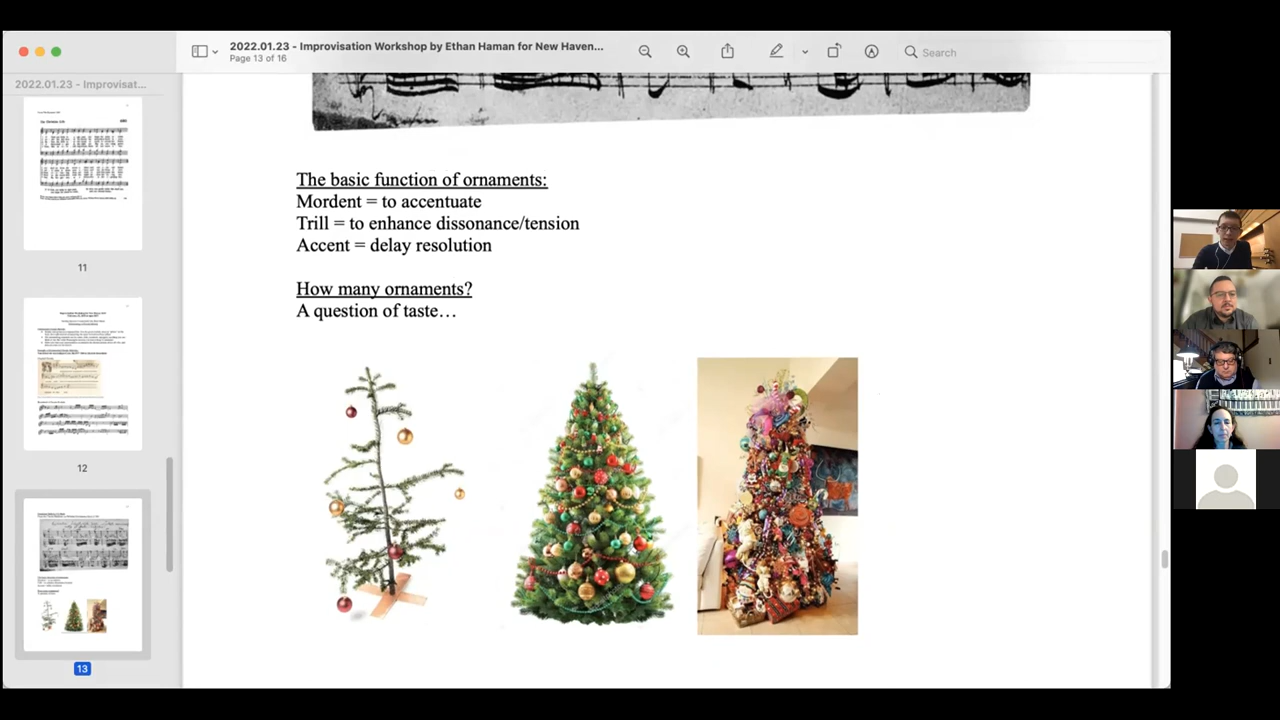 2022.01.23 - Improvisation Workshop by Ethan Haman for New Haven...
Page 13 of 16
Search
2022.01.23 - Improvisat...
11
12
13
The basic function of ornaments:
Mordent = to accentuate
Trill = to enhance dissonance/tension
Accent = delay resolution
How many ornaments?
A question of taste…